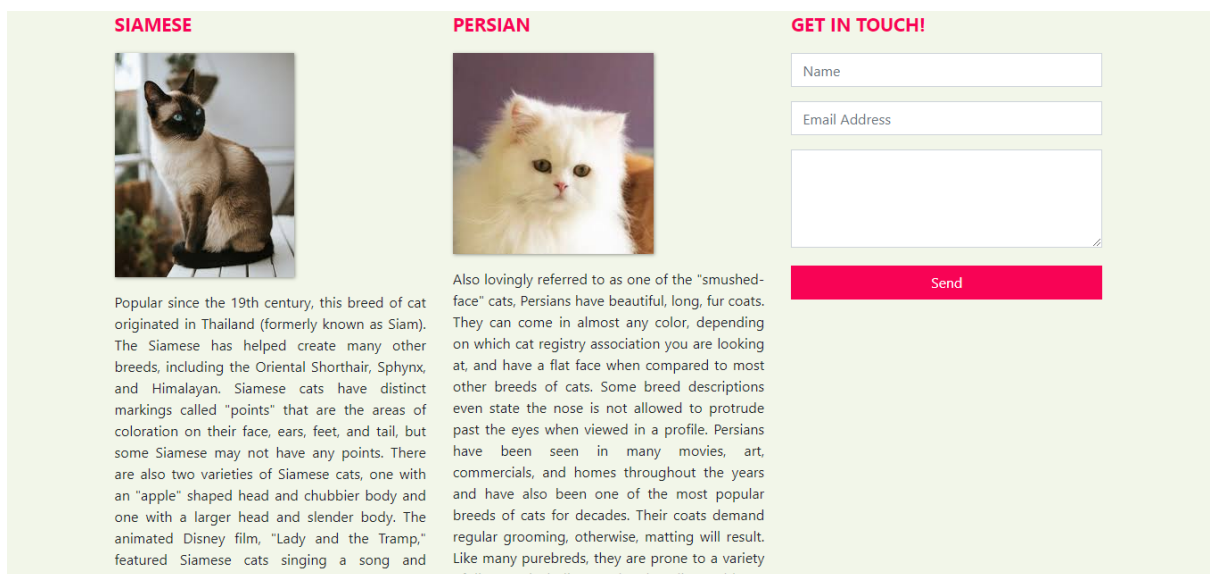 SIAMESE
Popular since the 19th century, this breed of cat
originated in Thailand (formerly known as Siam).
The Siamese has helped create many other
breeds, including the Oriental Shorthair, Sphynx,
and Himalayan. Siamese cats have distinct
markings called "points" that are the areas of
coloration on their face, ears, feet, and tail, but
some Siamese may not have any points. There
are also two varieties of Siamese cats, one with
an "apple" shaped head and chubbier body and
one with a larger head and slender body. The
animated Disney film, "Lady and the Tramp,"
featured Siamese cats singing a song and
PERSIAN
Also lovingly referred to as one of the "smushed-
face" cats, Persians have beautiful, long, fur coats.
They can come in almost any color, depending
on which cat registry association you are looking
at, and have a flat face when compared to most
other breeds of cats. Some breed descriptions
even state the nose is not allowed to protrude
past the eyes when viewed in a profile. Persians
have been seen in many movies, art,
commercials, and homes throughout the years
and have also been one of the most popular
breeds of cats for decades. Their coats demand
regular grooming, otherwise, matting will result.
Like many purebreds, they are prone to a variety
GET IN TOUCH!
Name
Email Address
Send